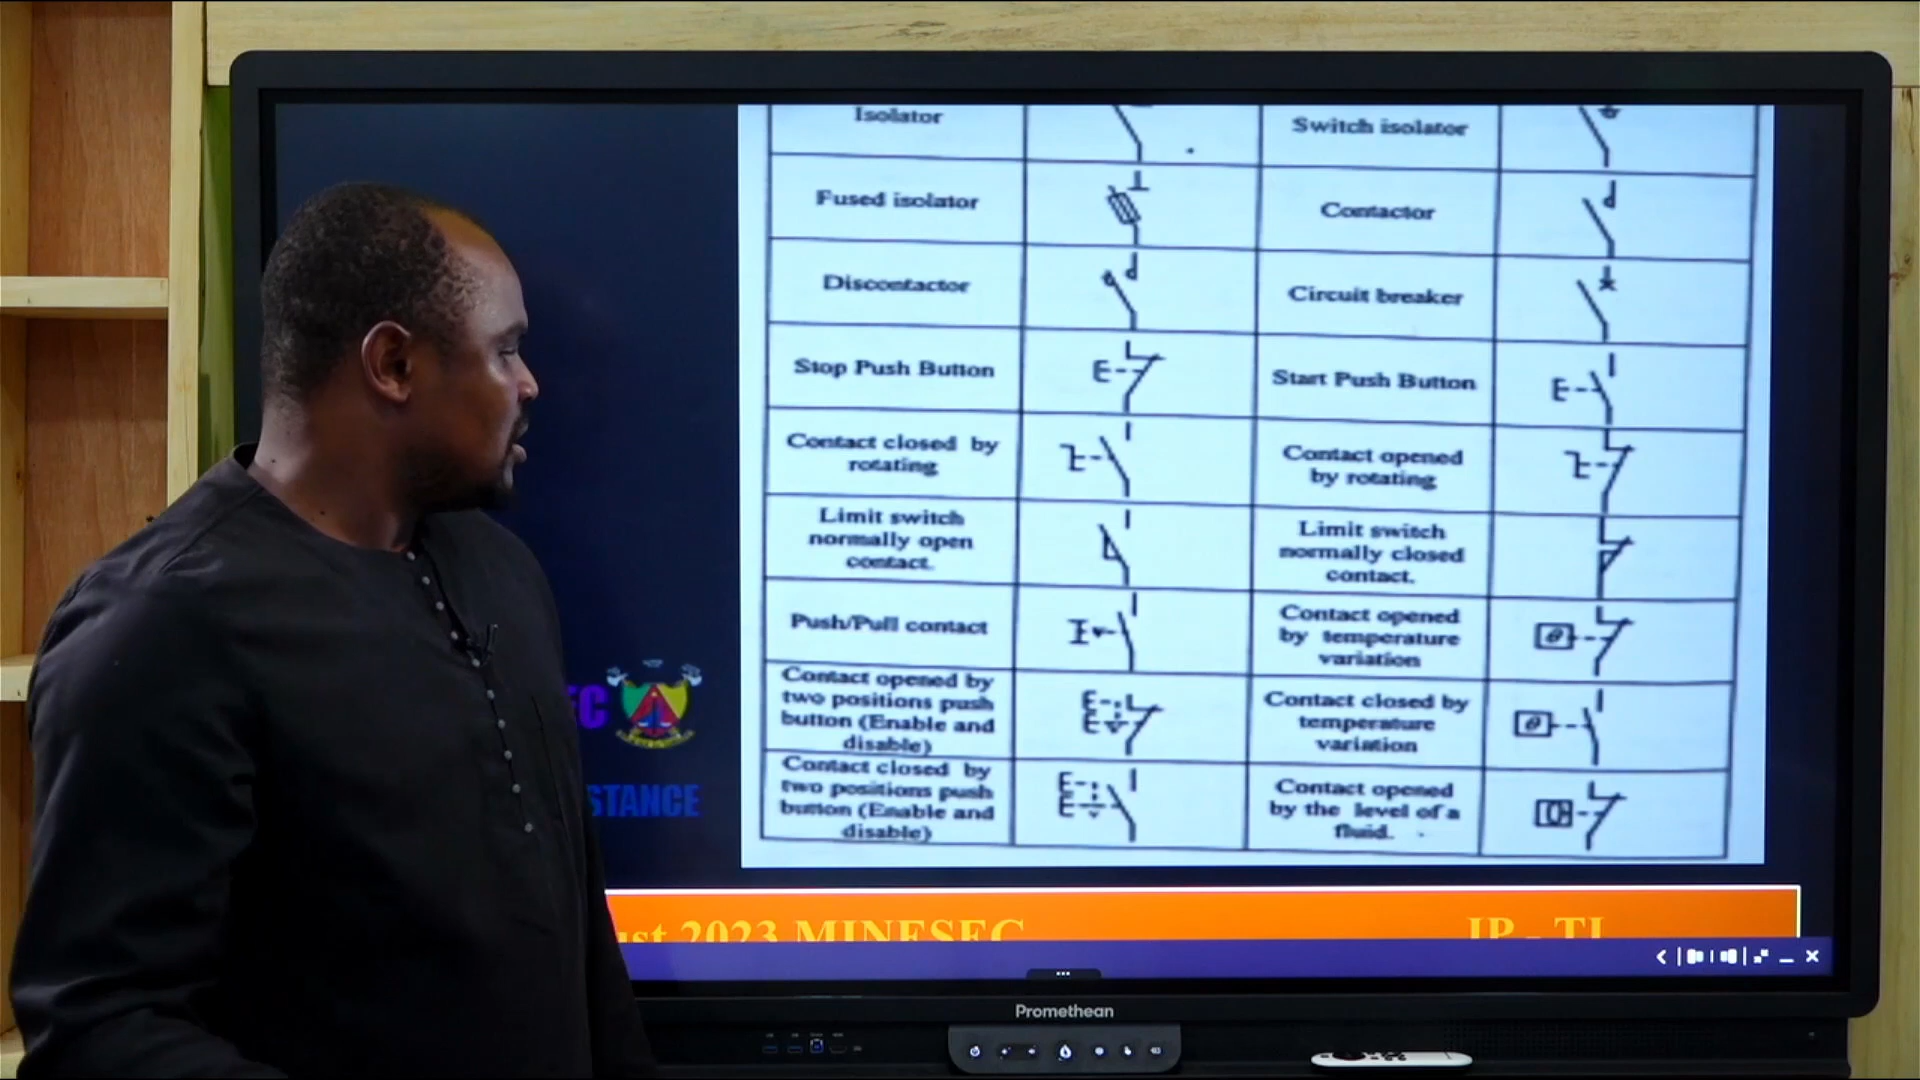 Isolator
Switch isolator
Fused isolator
Contactor
Discontactor
Circuit breaker
Stop Push Button
Start Push Button
Contact closed by
rotating
Contact opened
by rotating
Limit switch
normally open
contact.
Limit switch
normally closed
contact.
Push/Pull contact
Contact opened
by temperature
variation
Contact opened by
two positions push
button (Enable and
disable)
Contact closed by
temperature
variation
Contact closed by
two positions push
button (Enable and
disable)
Contact opened
by the level of a
fluid.
EC
STANCE
ust 2023 MINESEC
IP - TI
Promethean